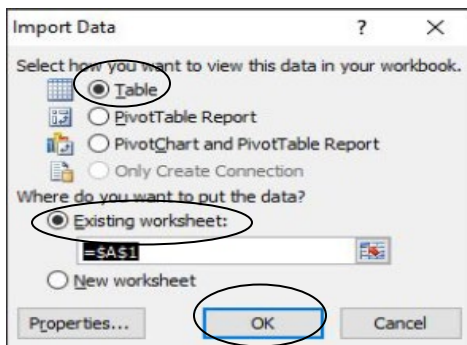 Import Data ? ×
Select how you want to view this data in your workbook.
Table
PivotTable Report
PivotChart and PivotTable Report
Only Create Connection
Where do you want to put the data?
Existing worksheet:
=$A$1
New worksheet
Properties... OK Cancel